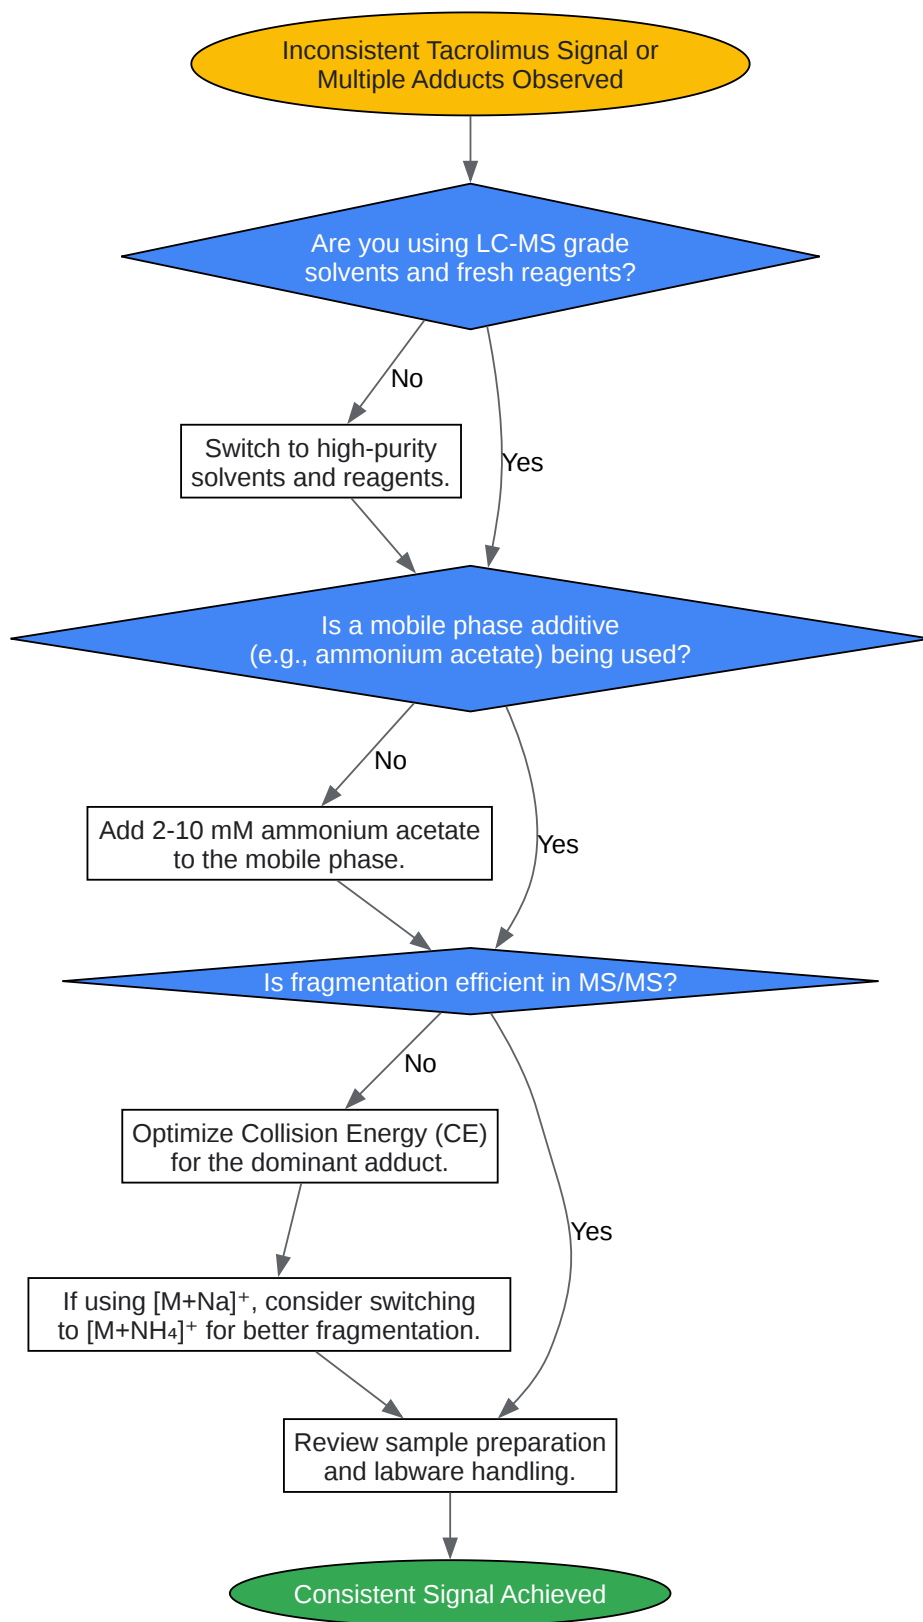 Inconsistent Tacrolimus Signal or
Multiple Adducts Observed
Are you using LC-MS grade
solvents and fresh reagents?
No
Switch to high-purity
solvents and reagents.
Yes
Is a mobile phase additive
(e.g., ammonium acetate) being used?
No
Add 2-10 mM ammonium acetate
to the mobile phase.
Yes
Is fragmentation efficient in MS/MS?
No
Optimize Collision Energy (CE)
for the dominant adduct.
Yes
If using [M+Na]⁺, consider switching
to [M+NH₄]⁺ for better fragmentation.
Review sample preparation
and labware handling.
Consistent Signal Achieved